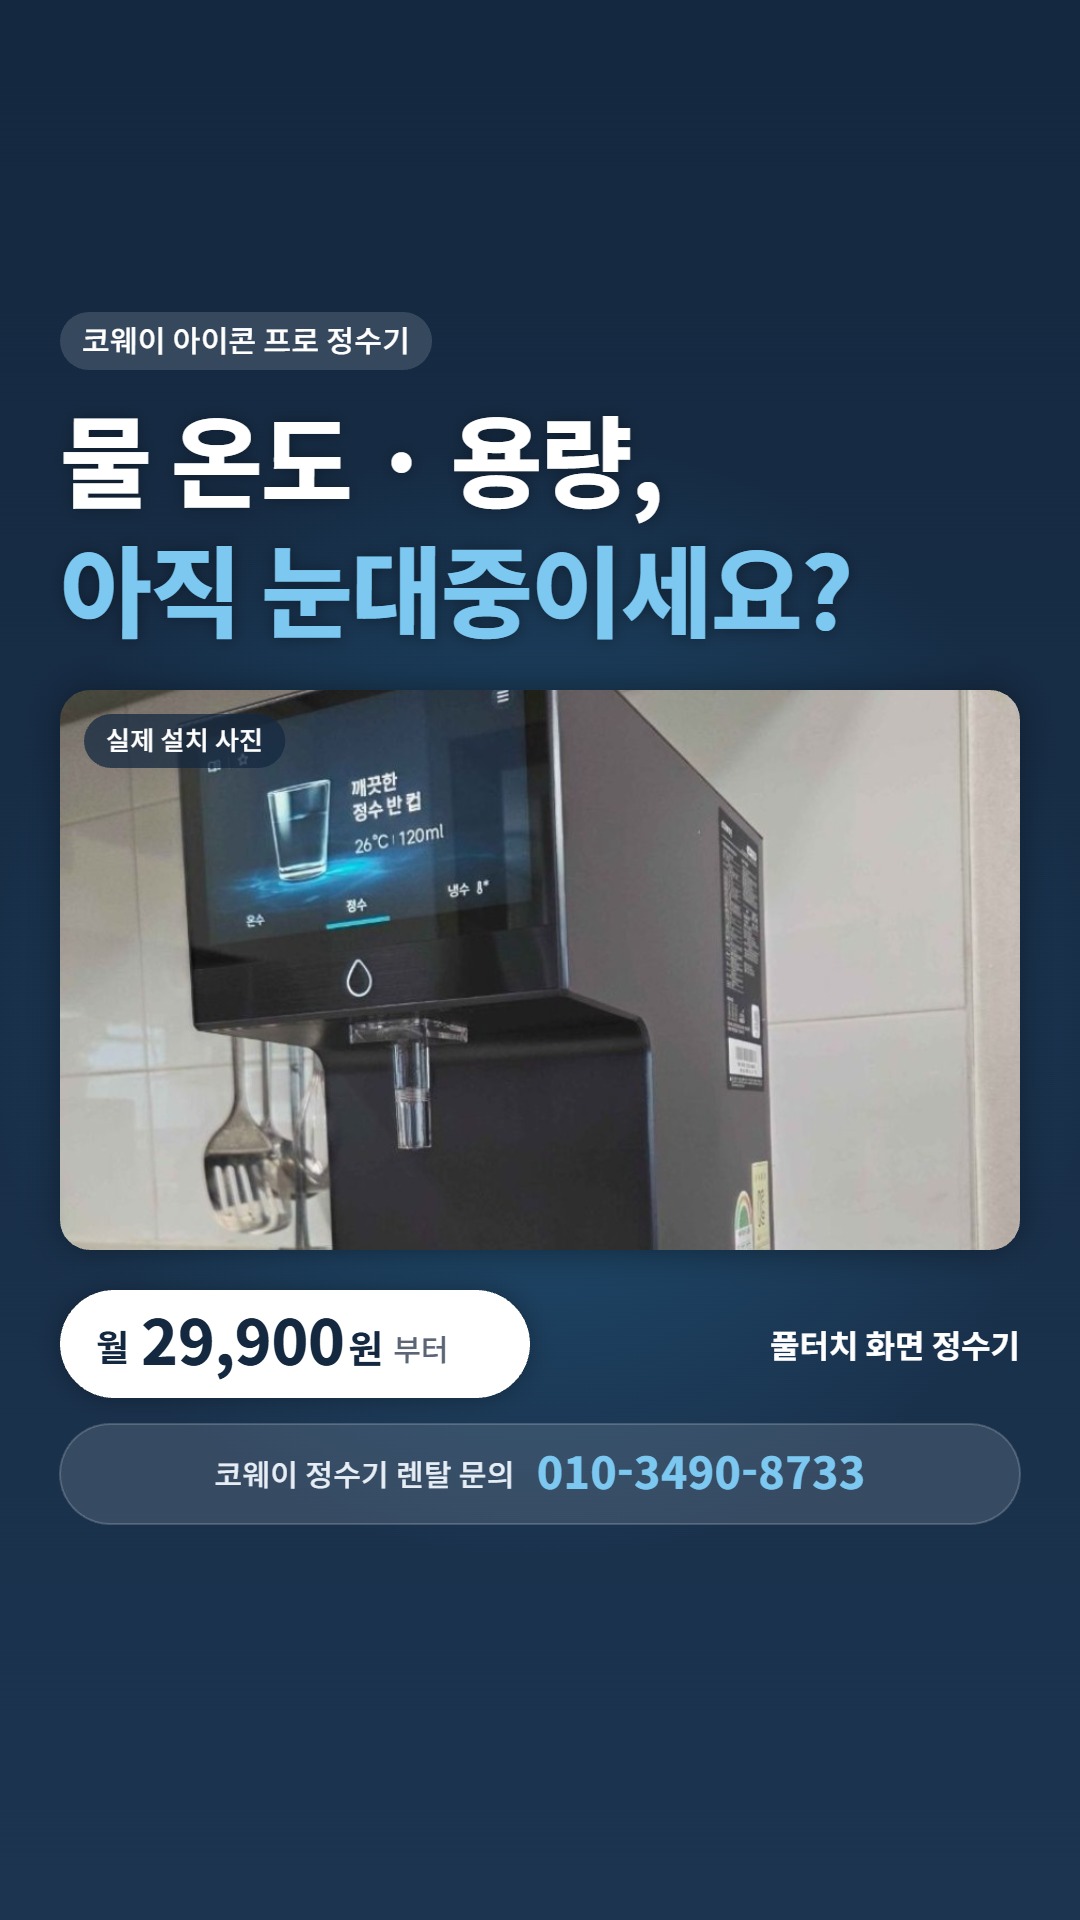 코웨이 아이콘 프로 정수기
물 온도 · 용량,
아직 눈대중이세요?
실제 설치 사진
깨끗한
정수 반 컵
26°C | 120ml
온수
정수
냉수
월 29,900원 부터
풀터치 화면 정수기
코웨이 정수기 렌탈 문의 010-3490-8733